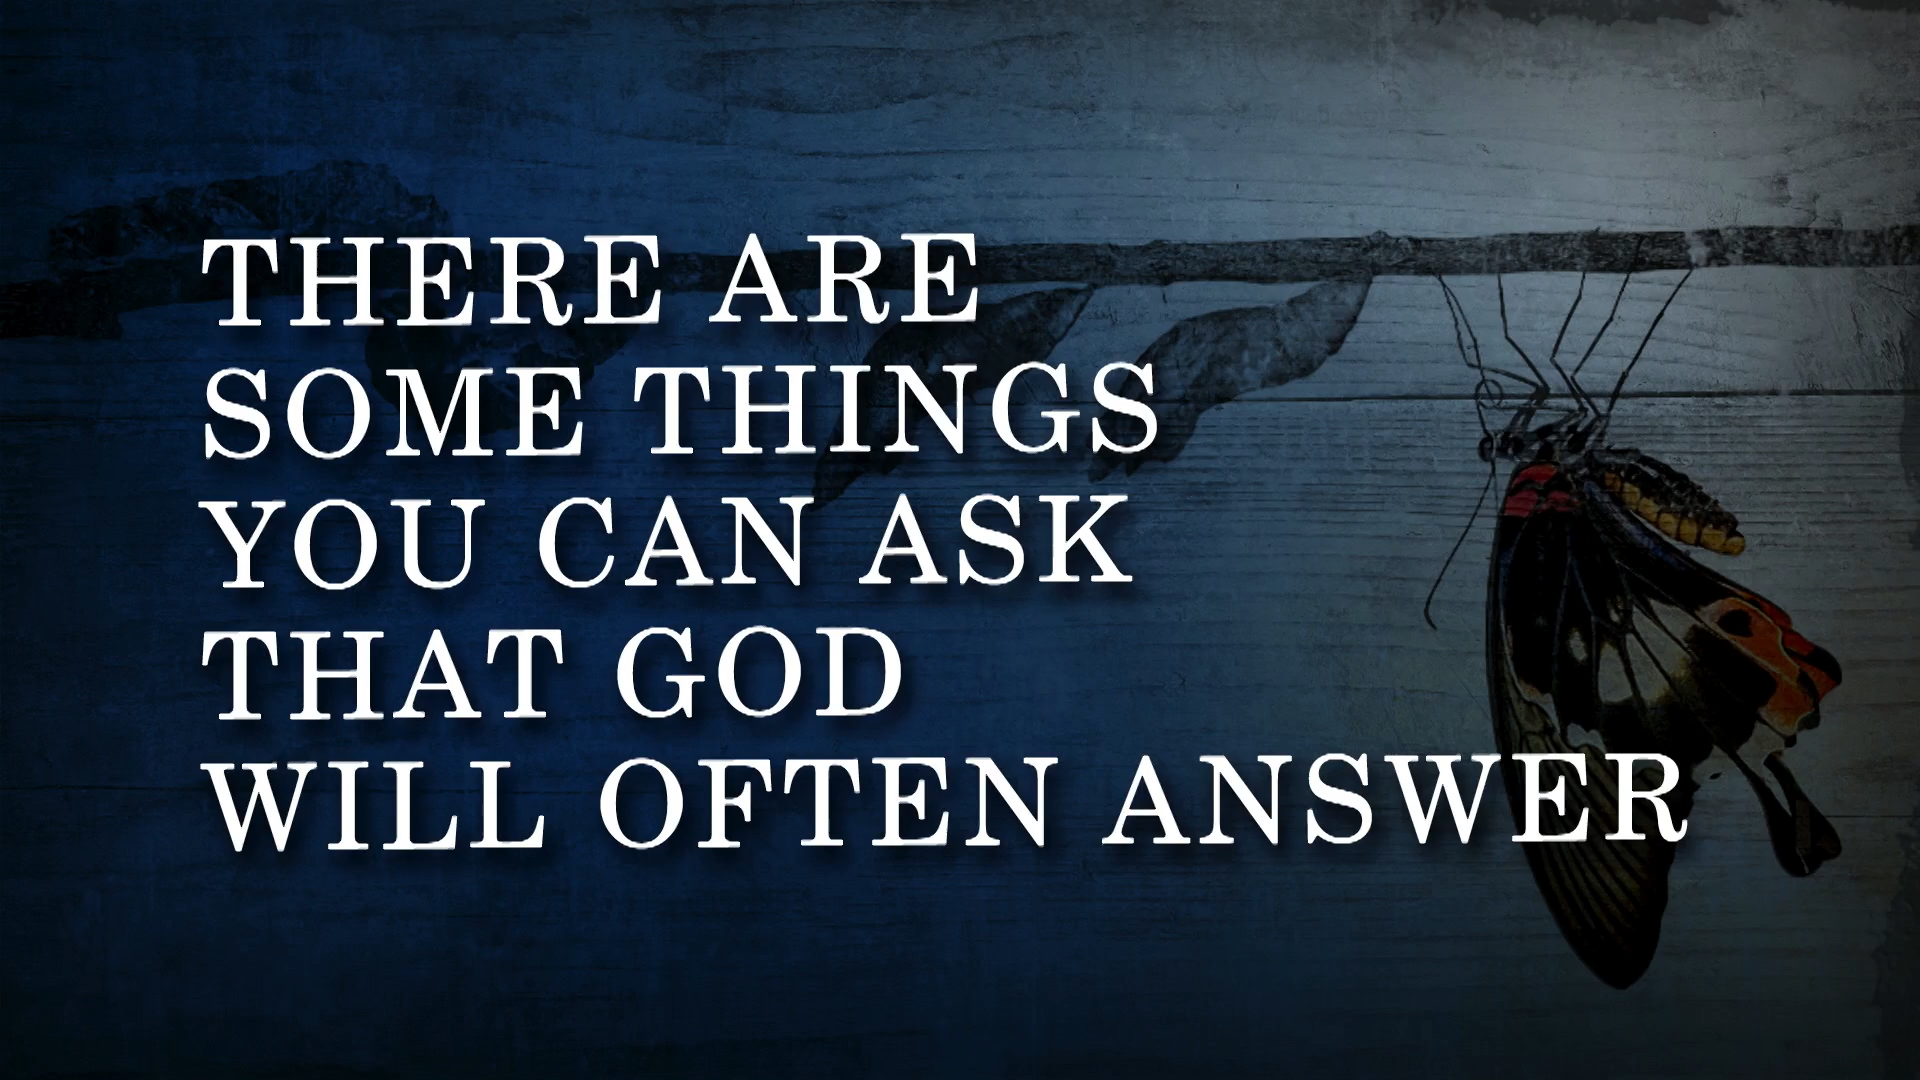 THERE ARE
SOME THINGS
YOU CAN ASK
THAT GOD
WILL OFTEN ANSWER